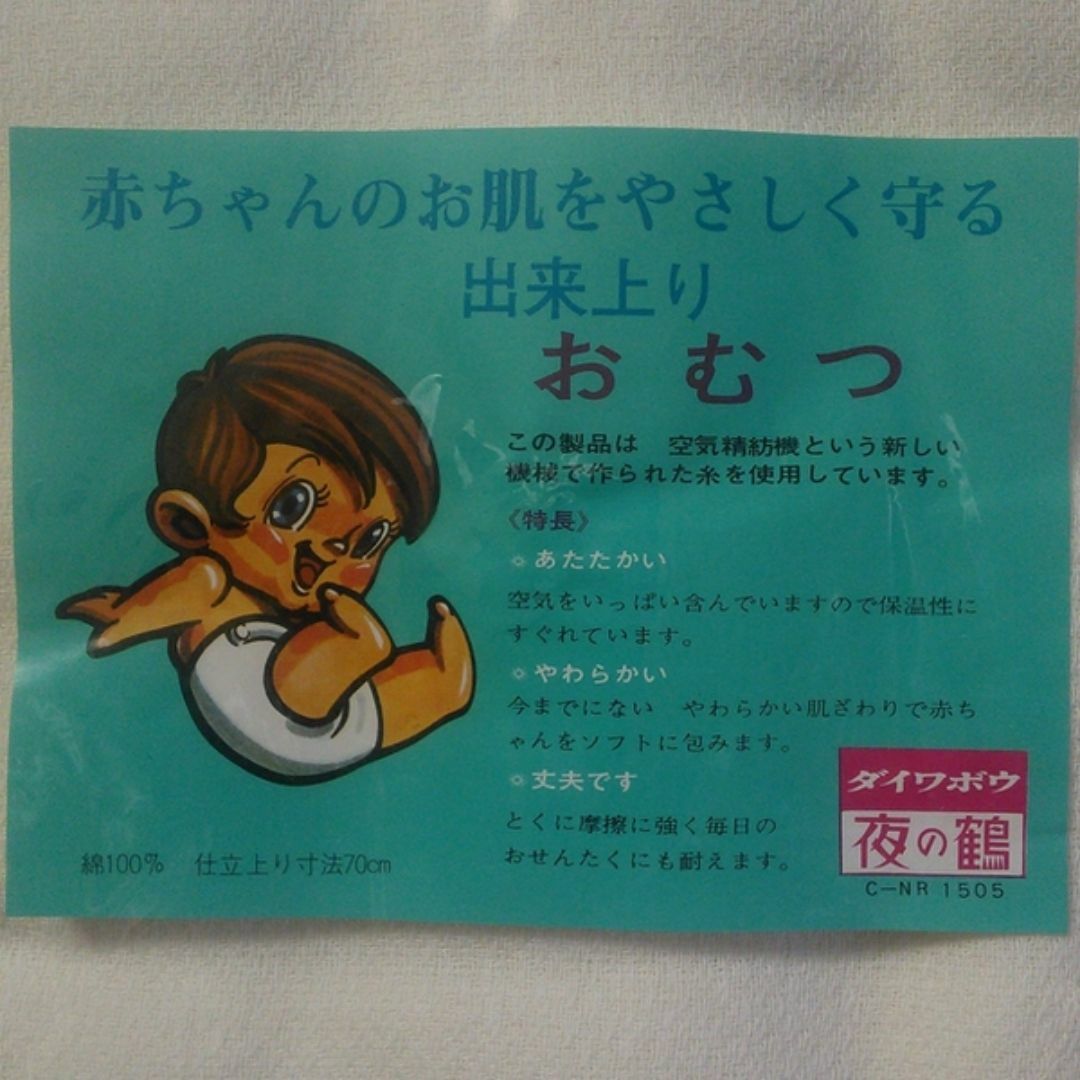 赤ちゃんのお肌をやさしく守る
出来上り
おむつ
この製品は　空気精紡機という新しい
機械で作られた糸を使用しています。
《特長》
あたたかい
空気をいっぱい含んでいますので保温性に
すぐれています。
やわらかい
今までにない　やわらかい肌ざわりで赤ち
ゃんをソフトに包みます。
丈夫です
とくに摩擦に強く毎日の
おせんたくにも耐えます。
綿100%　仕立上り寸法70cm
ダイワボウ
夜の鶴
C-NR 1505